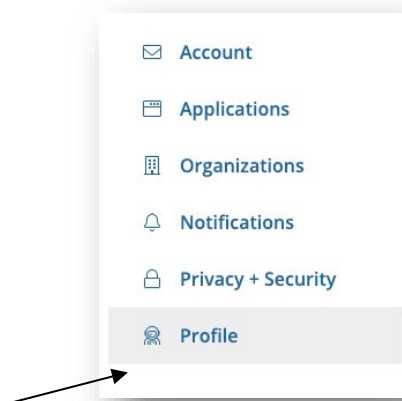 Account
Applications
Organizations
Notifications
Privacy + Security
Profile